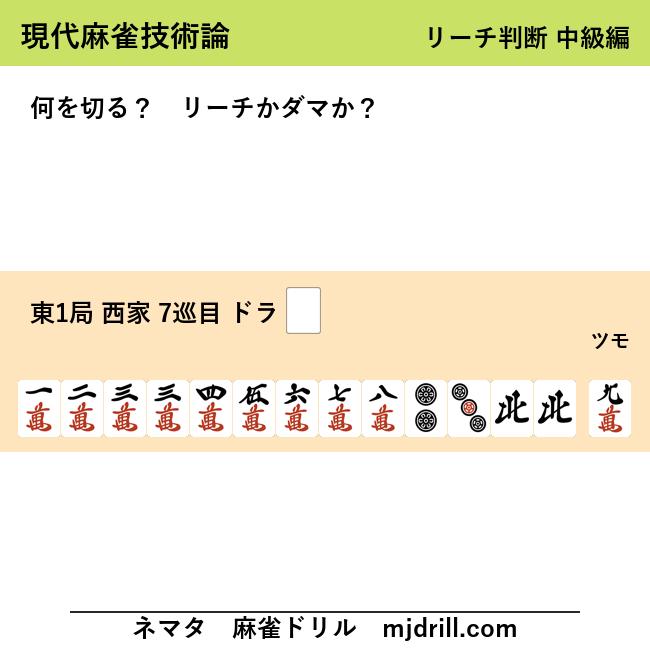 現代麻雀技術論 リーチ判断 中級編
何を切る？ リーチかダマか？
東1局 西家 7巡目 ドラ
ツモ
一萬 二萬 三萬 三萬 四萬 伍萬 六萬 七萬 八萬 北 北 九萬
ネマタ 麻雀ドリル mjdrill.com